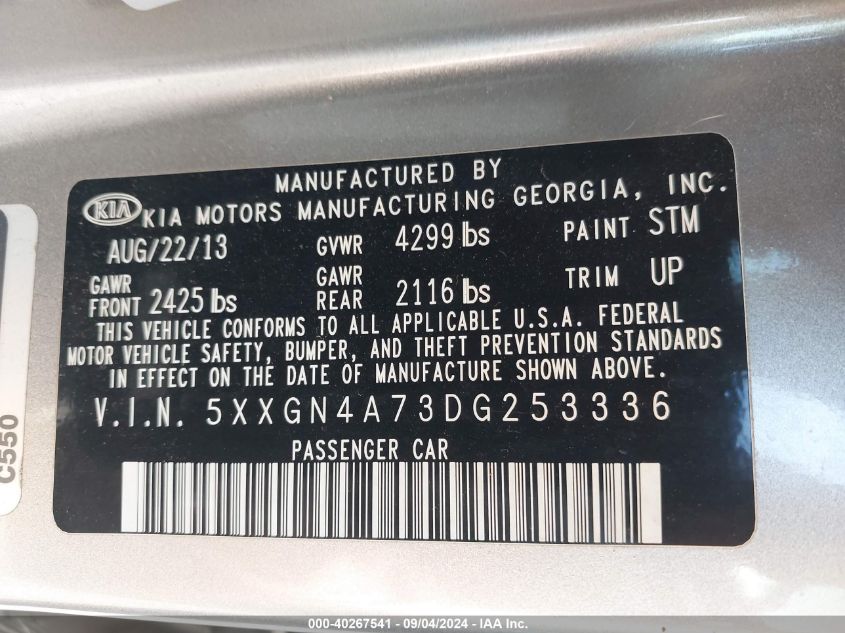 MANUFACTURED BY
KIA KIA MOTORS MANUFACTURING GEORGIA, INC.
AUG/22/13 GVWR 4299 lbs PAINT STM
GAWR FRONT 2425 lbs GAWR REAR 2116 lbs TRIM UP
THIS VEHICLE CONFORMS TO ALL APPLICABLE U.S.A. FEDERAL
MOTOR VEHICLE SAFETY, BUMPER, AND THEFT PREVENTION STANDARDS
IN EFFECT ON THE DATE OF MANUFACTURE SHOWN ABOVE.
V.I.N. 5XXGN4A73DG253336
PASSENGER CAR
C550
000-40267541 - 09/04/2024 - IAA Inc.